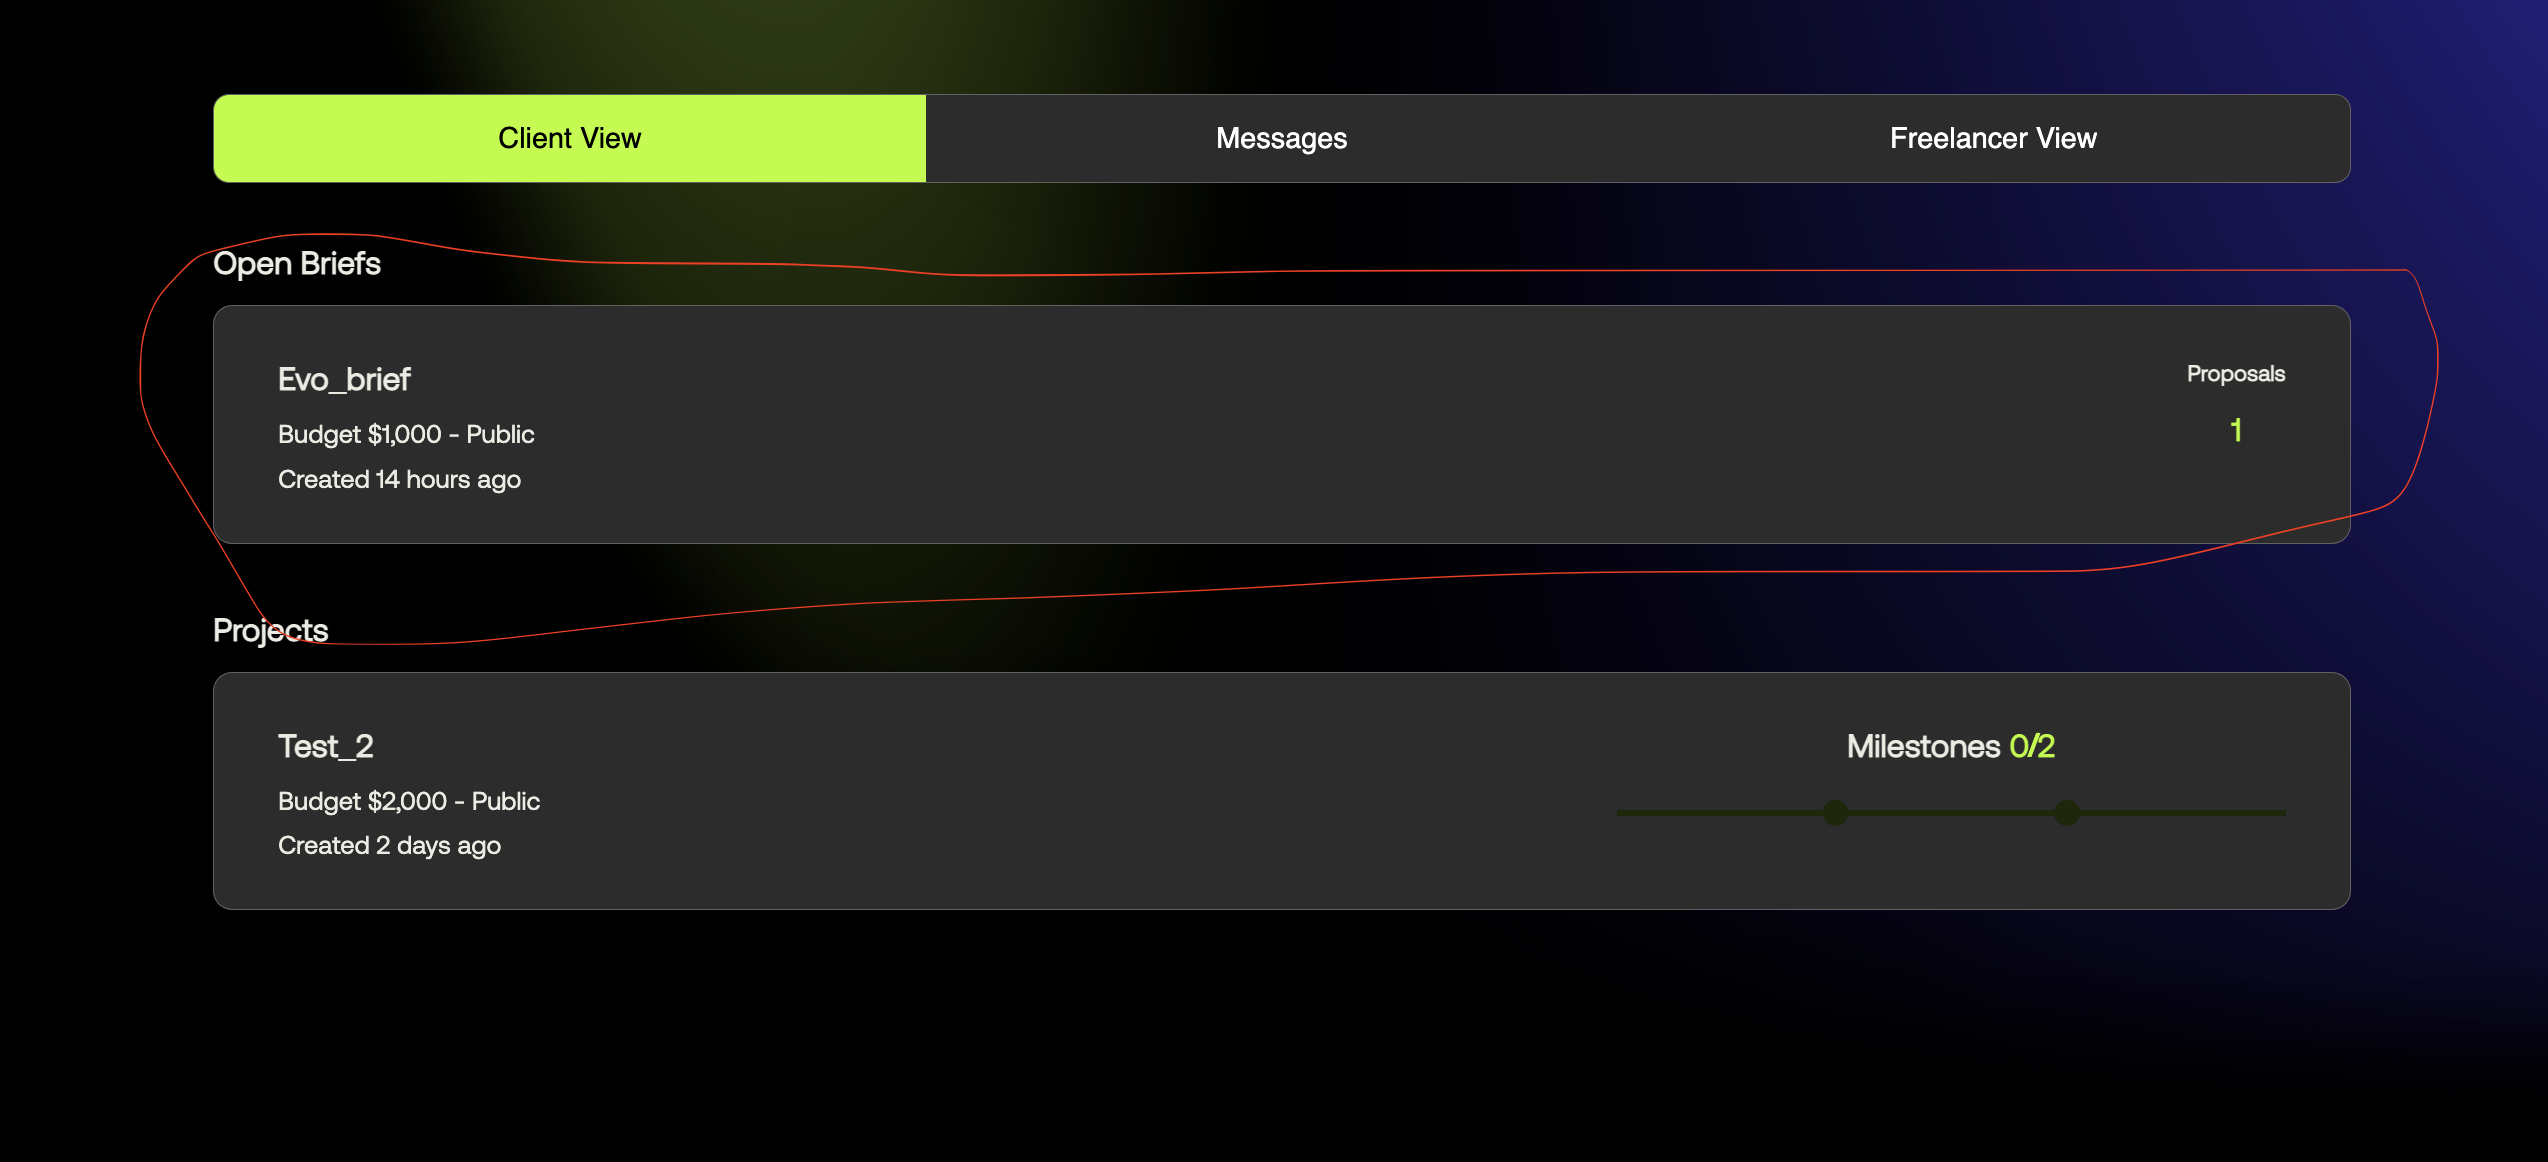 Client View
Messages
Freelancer View
Open Briefs
Evo_brief
Budget $1,000 - Public
Created 14 hours ago
Proposals
1
Projects
Test_2
Budget $2,000 - Public
Created 2 days ago
Milestones 0/2